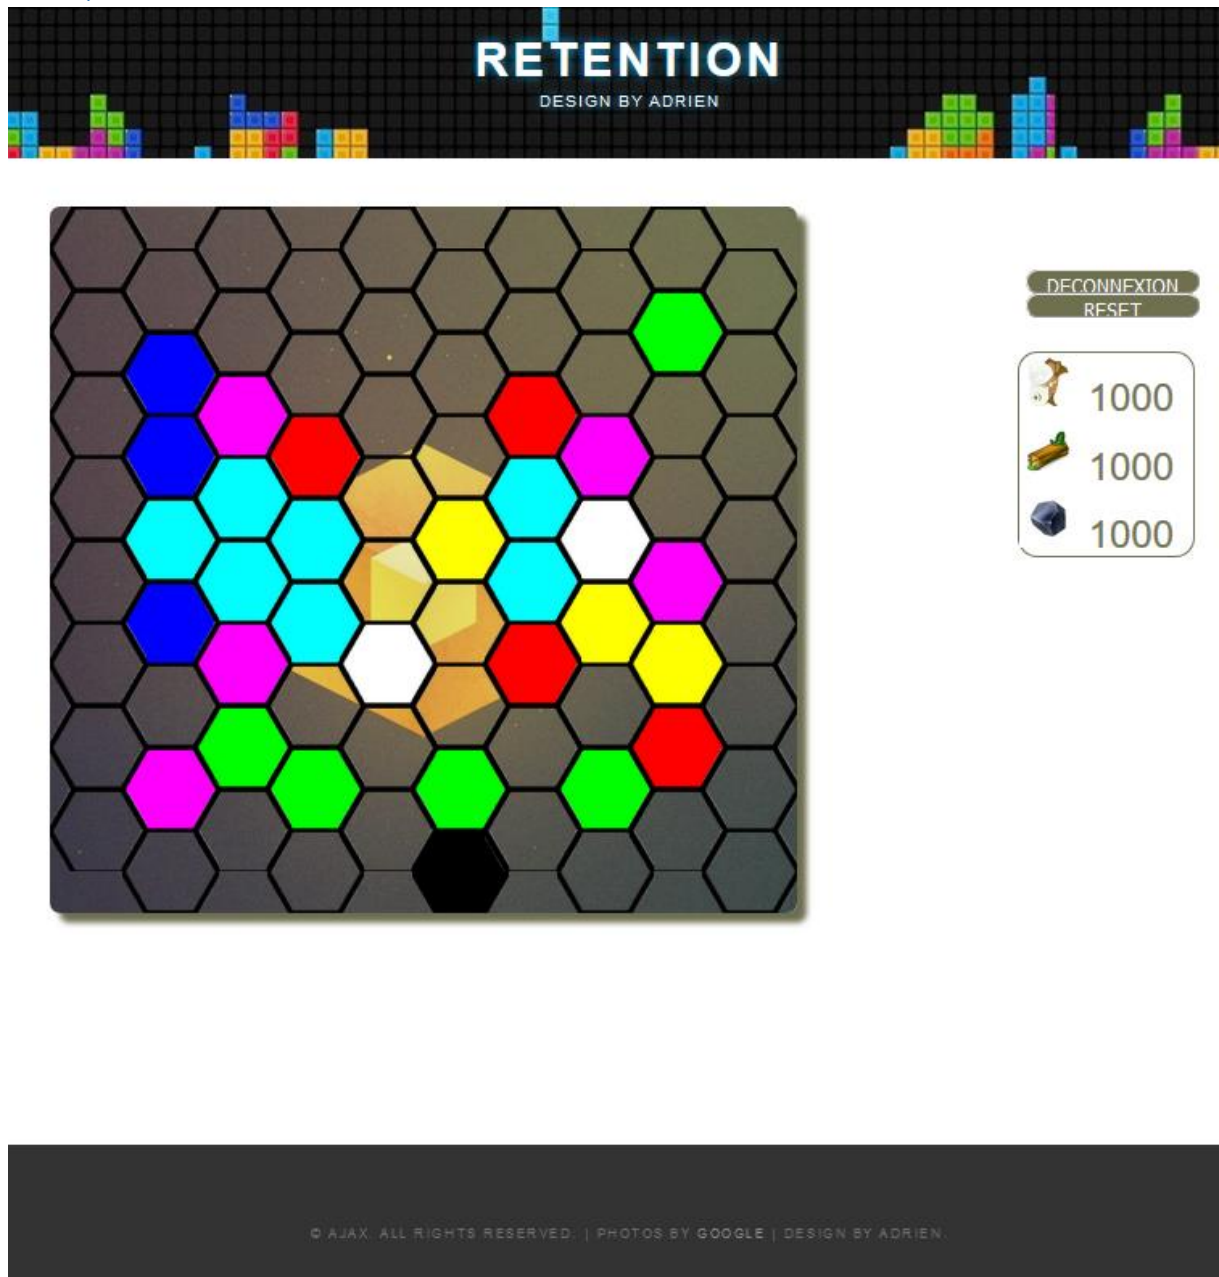 RETENTION
DESIGN BY ADRIEN
DECONNEXION
RESET
1000
1000
1000
© AJAX. ALL RIGHTS RESERVED. | PHOTOS BY GOOGLE | DESIGN BY ADRIEN.